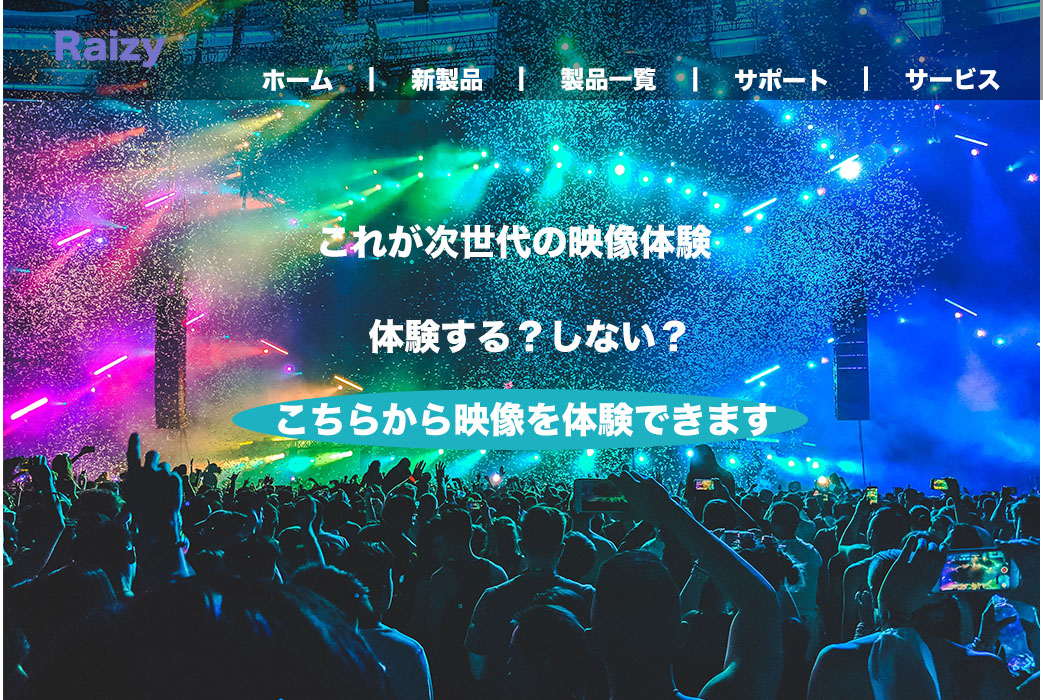 Raizy
ホーム | 新製品 | 製品一覧 | サポート | サービス
これが次世代の映像体験
体験する？しない？
こちらから映像を体験できます